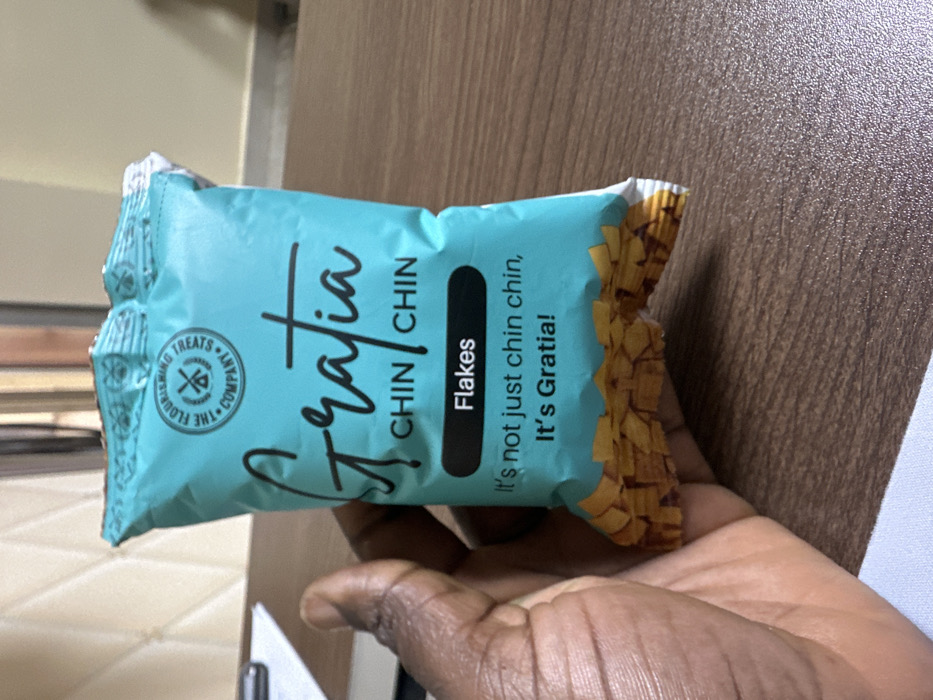 • THE FLOURISHING TREATS • COMPANY
Gratia
CHIN CHIN
Flakes
It's not just chin chin,
It's Gratia!